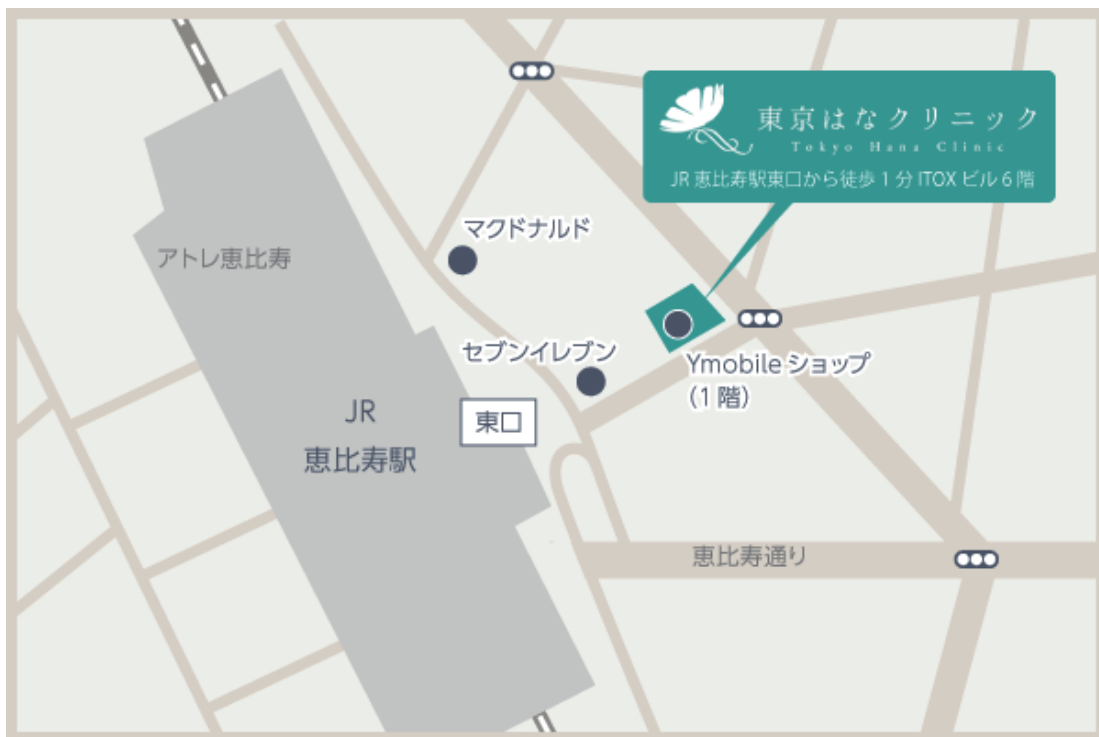 東京はなクリニック
Tokyo Hana Clinic
JR 恵比寿駅東口から徒歩 1 分 ITOX ビル 6 階
マクドナルド
アトレ恵比寿
セブンイレブン
Ymobile ショップ
(1 階)
JR
恵比寿駅
東口
恵比寿通り